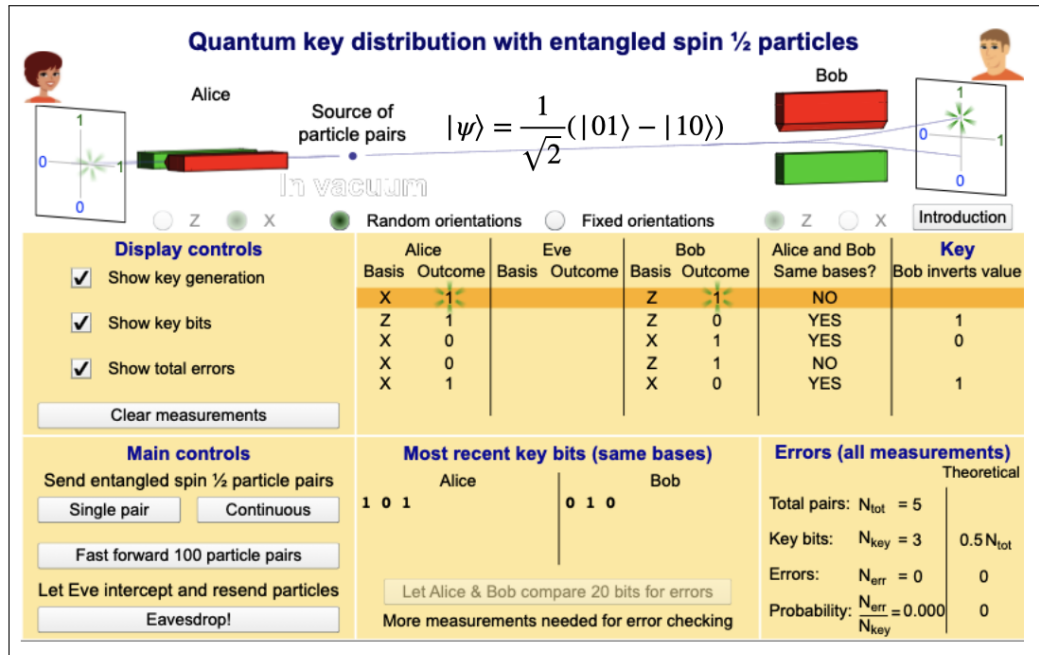 Quantum key distribution with entangled spin ½ particles
Alice
Bob
Source of
particle pairs
|ψ⟩ = 1/√2 (|01⟩ − |10⟩)
In vacuum
1
0
1
0
1
0
1
0
Z X Random orientations Fixed orientations Z X Introduction
Display controls
Show key generation
Show key bits
Show total errors
Clear measurements
Alice Eve Bob Alice and Bob Key
Basis Outcome Basis Outcome Basis Outcome Same bases? Bob inverts value
X 1 Z 1 NO
Z 1 Z 0 YES 1
X 0 X 1 YES 0
X 0 Z 1 NO
X 1 X 0 YES 1
Main controls
Send entangled spin ½ particle pairs
Single pair Continuous
Fast forward 100 particle pairs
Let Eve intercept and resend particles
Eavesdrop!
Most recent key bits (same bases)
Alice Bob
1 0 1 0 1 0
Let Alice & Bob compare 20 bits for errors
More measurements needed for error checking
Errors (all measurements)
Theoretical
Total pairs: Ntot = 5
Key bits: Nkey = 3 0.5 Ntot
Errors: Nerr = 0 0
Probability: Nerr/Nkey = 0.000 0